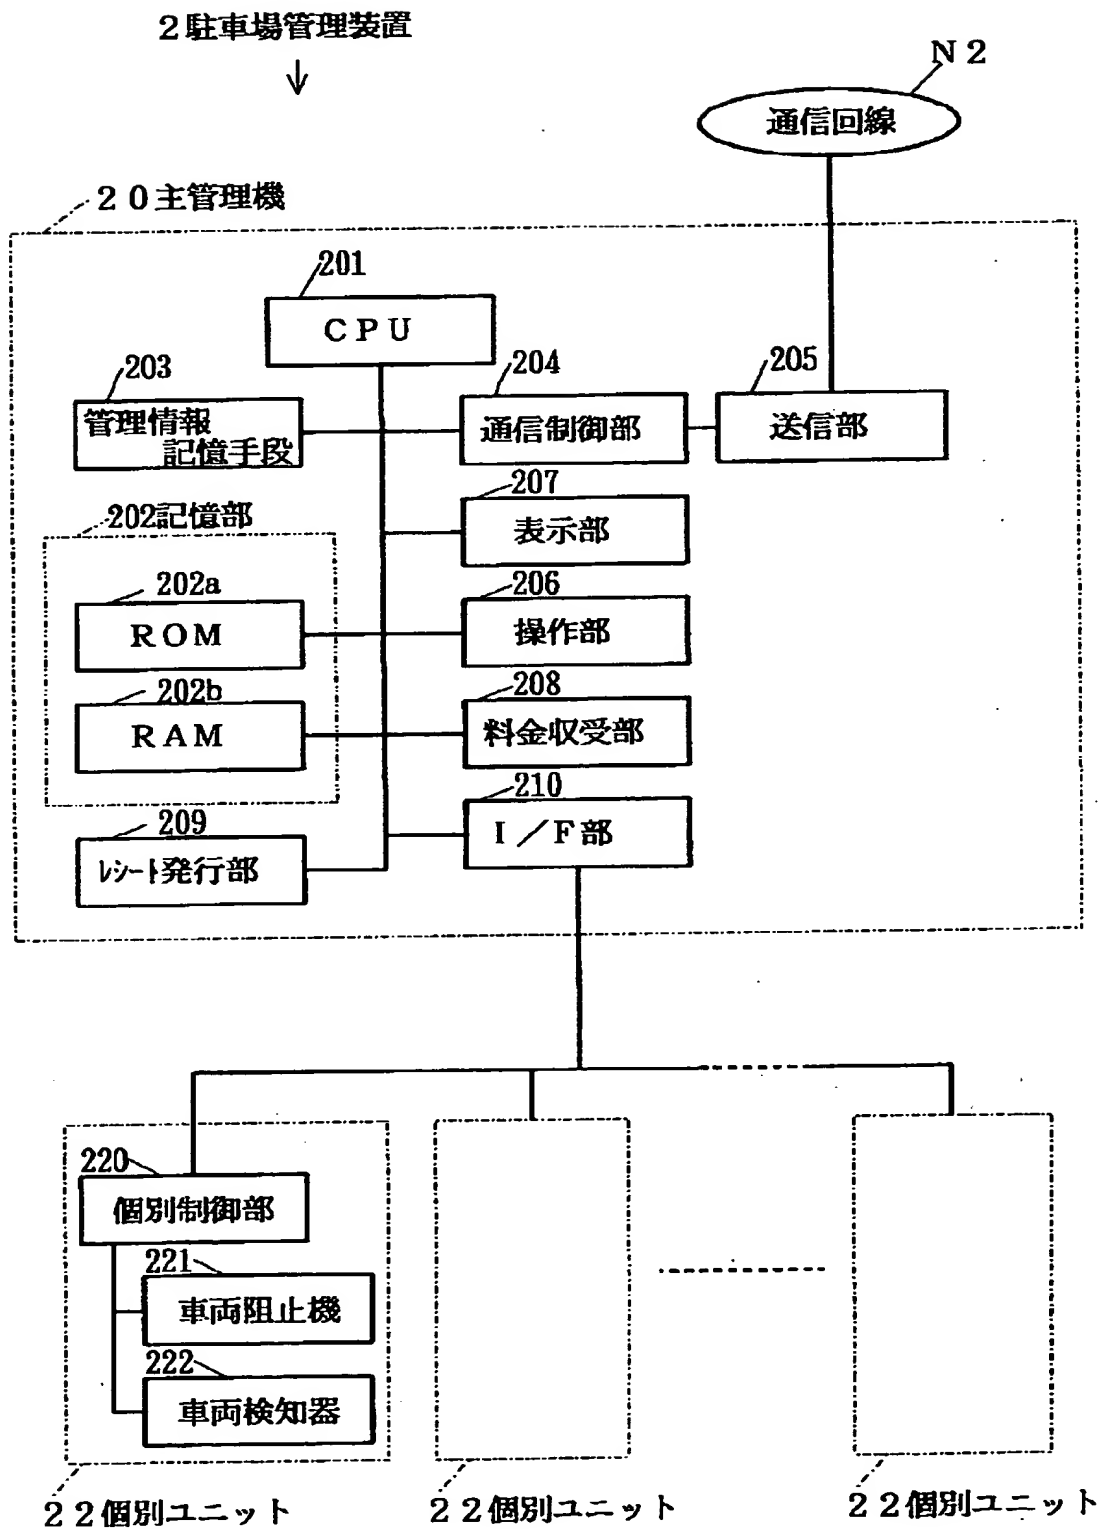 ２駐車場管理装置
Ｎ２
通信回線
２０主管理機
201
ＣＰＵ
203
管理情報
記憶手段
204
通信制御部
205
送信部
207
表示部
202記憶部
202a
ＲＯＭ
206
操作部
202b
ＲＡＭ
208
料金収受部
209
ﾚｼｰﾄ発行部
210
Ｉ／Ｆ部
220
個別制御部
221
車両阻止機
222
車両検知器
２２個別ユニット
２２個別ユニット
２２個別ユニット